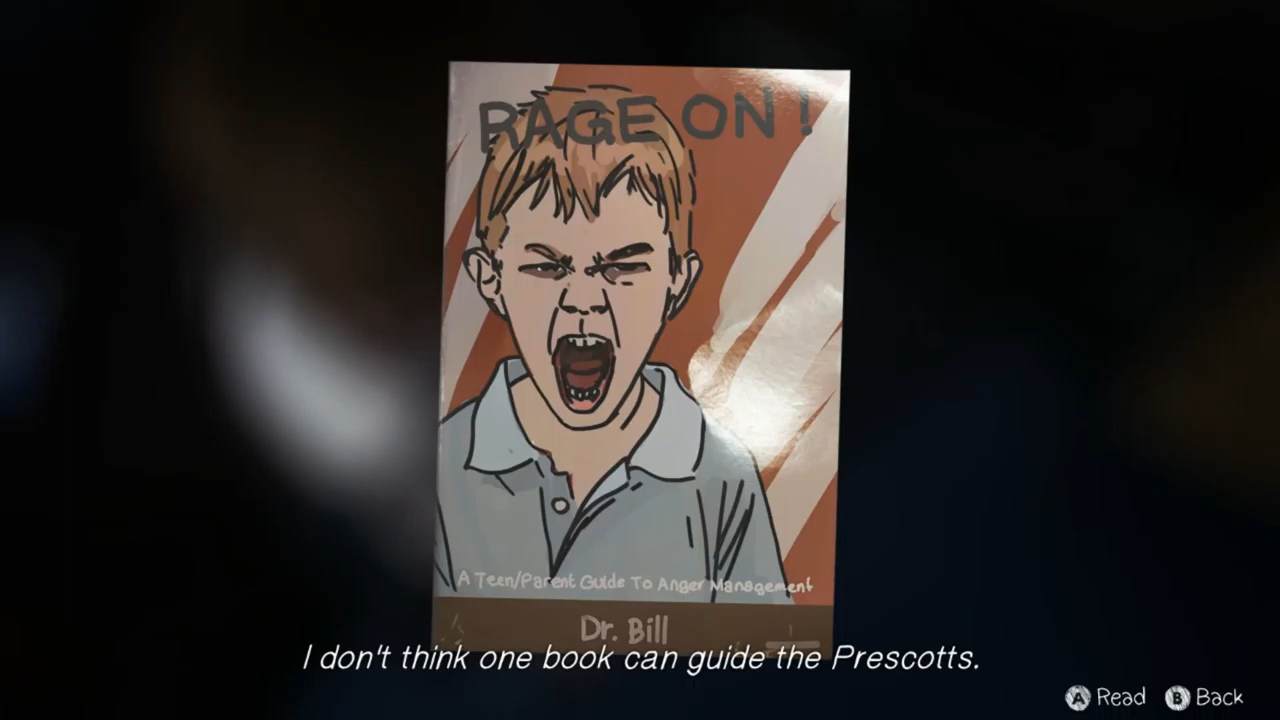 RAGE ON!
A Teen/Parent Guide To Anger Management
Dr. Bill
I don't think one book can guide the Prescotts.
A Read B Back